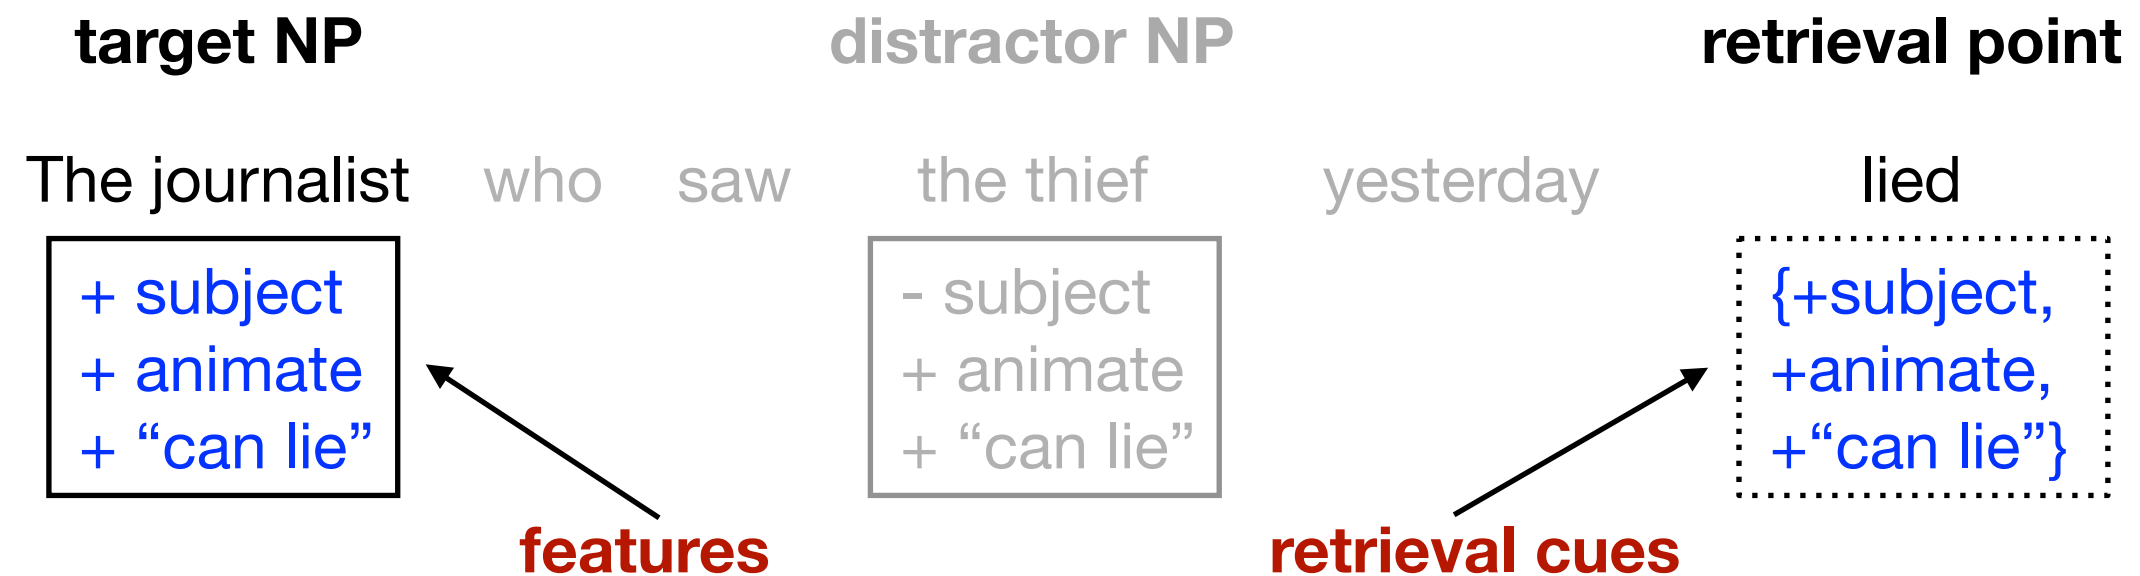 target NP distractor NP retrieval point
The journalist who saw the thief yesterday lied
+ subject
+ animate
+ “can lie”
- subject
+ animate
+ “can lie”
{+subject,
+animate,
+“can lie”}
features
retrieval cues